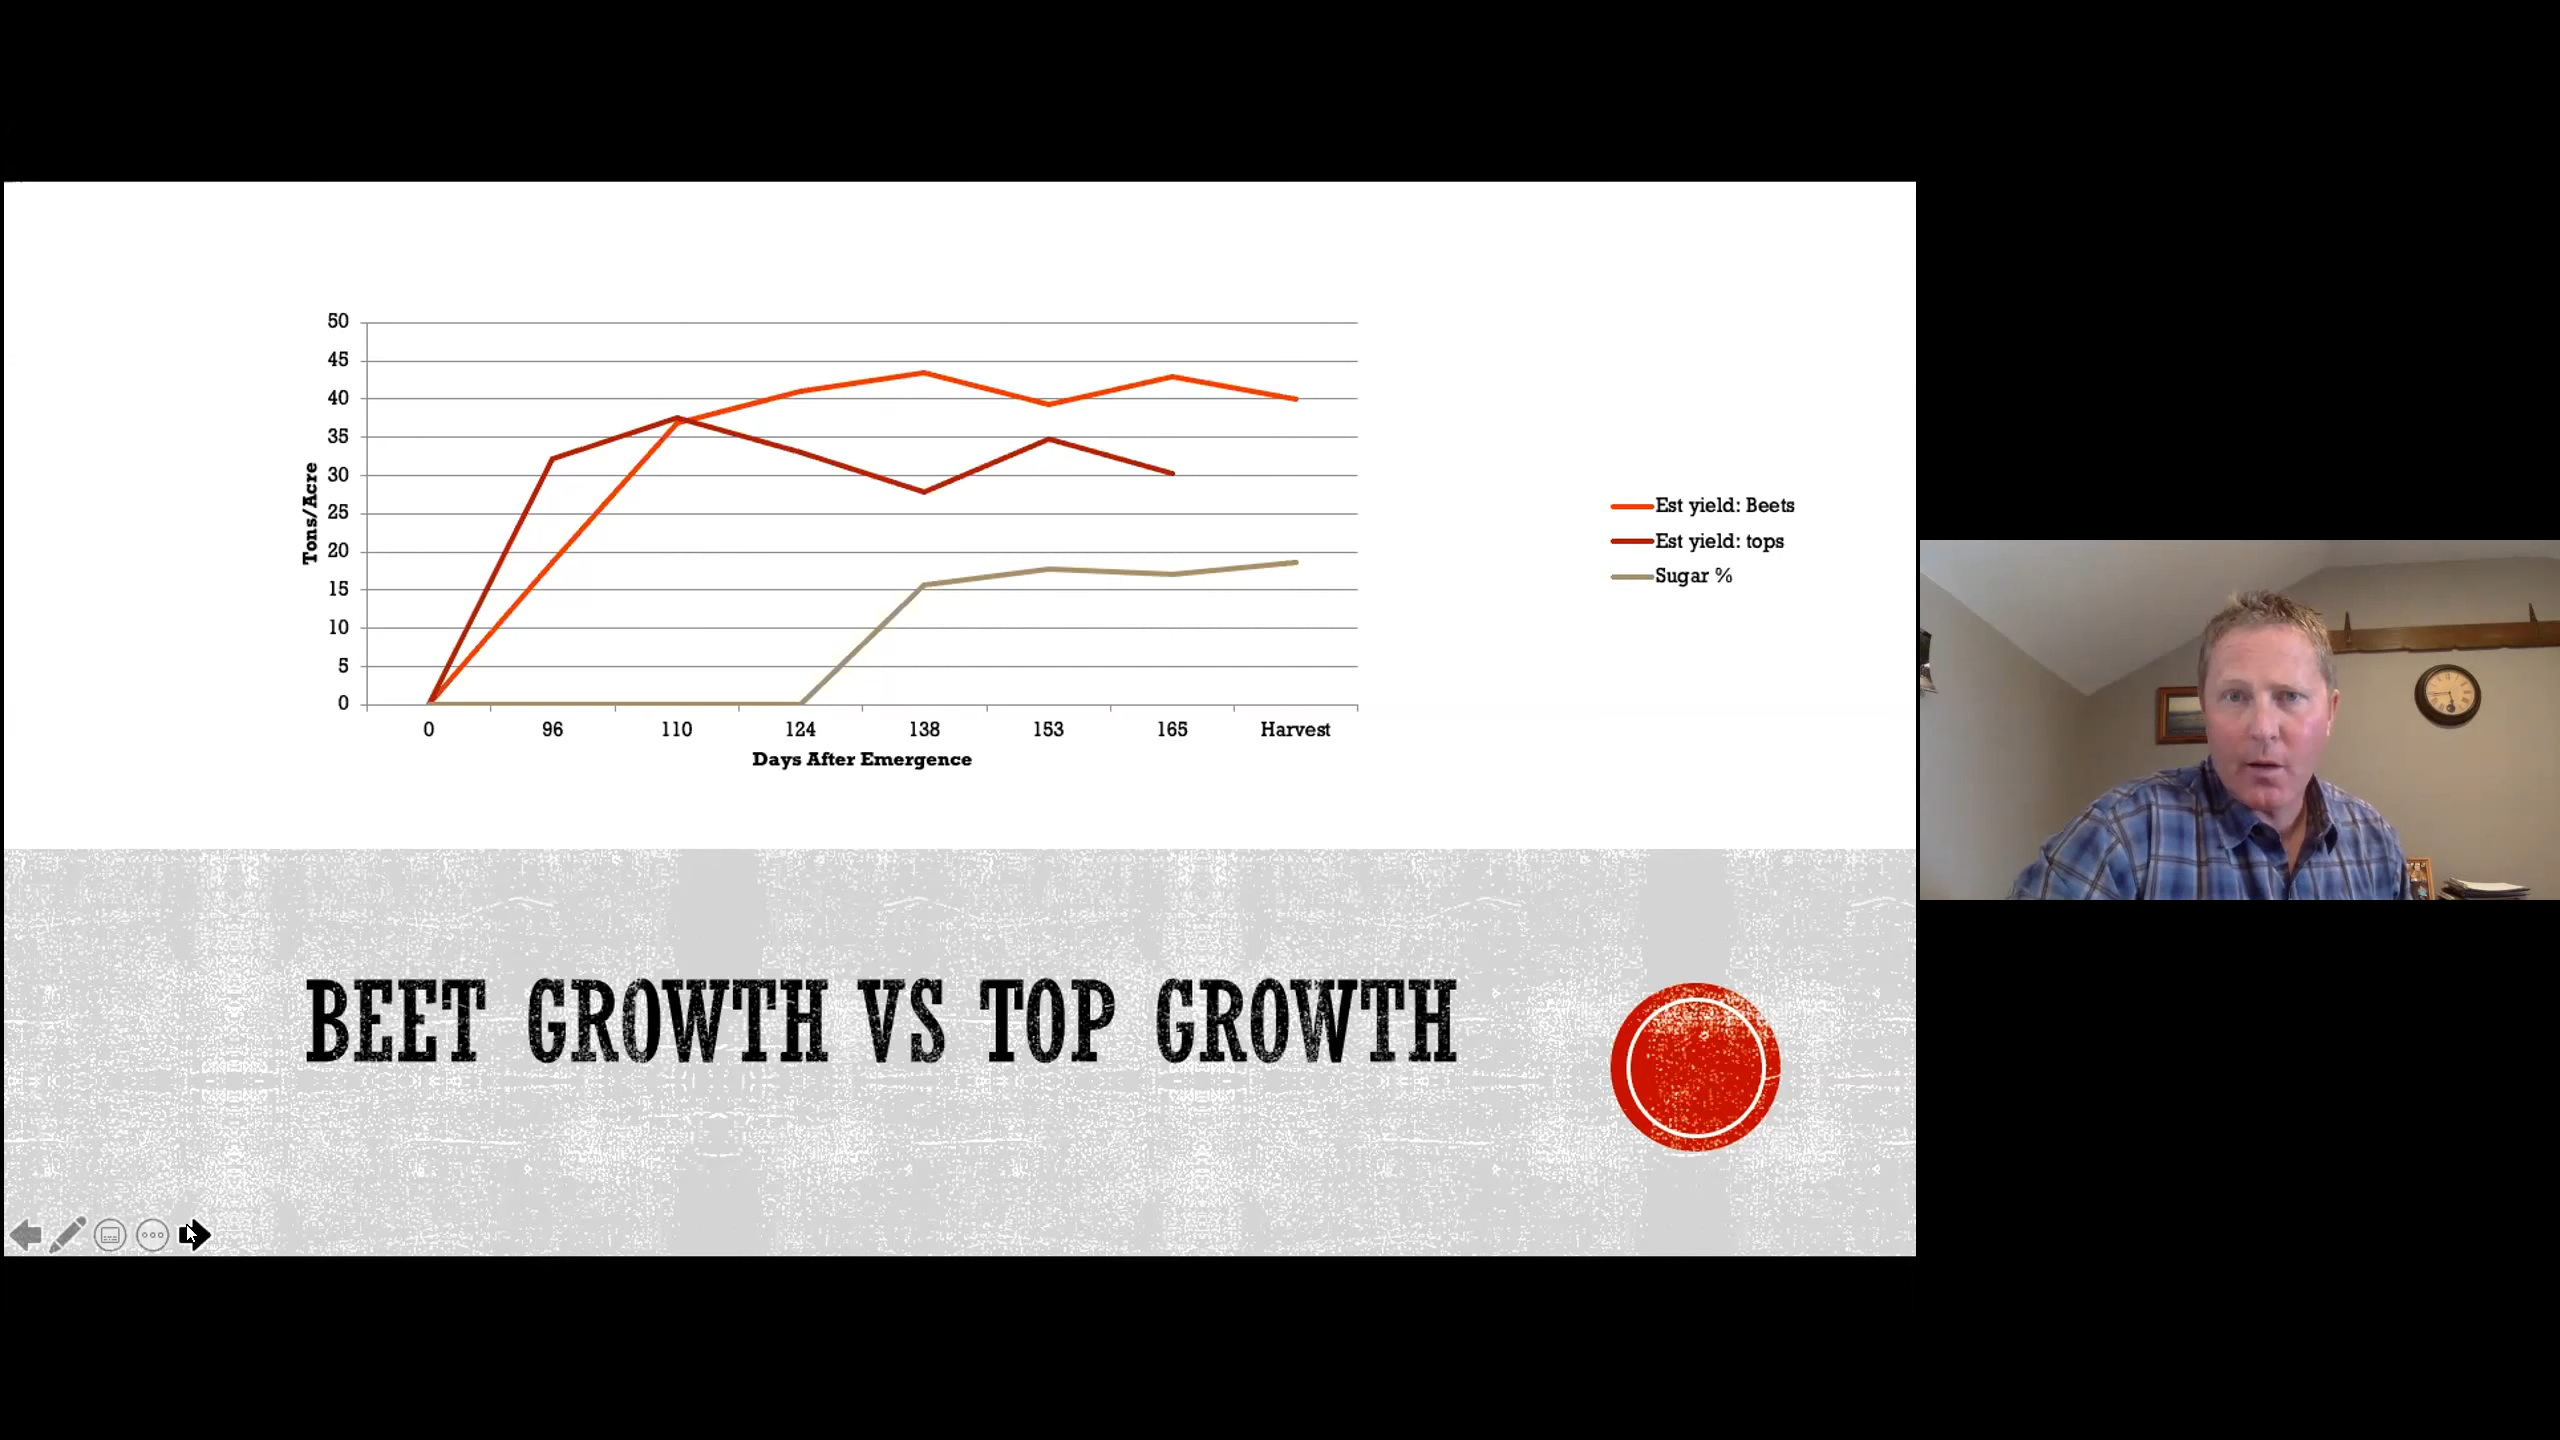 50
45
40
35
30
25
20
15
10
5
0
Tons/Acre
0 96 110 124 138 153 165 Harvest
Days After Emergence
Est yield: Beets
Est yield: tops
Sugar %
BEET GROWTH VS TOP GROWTH